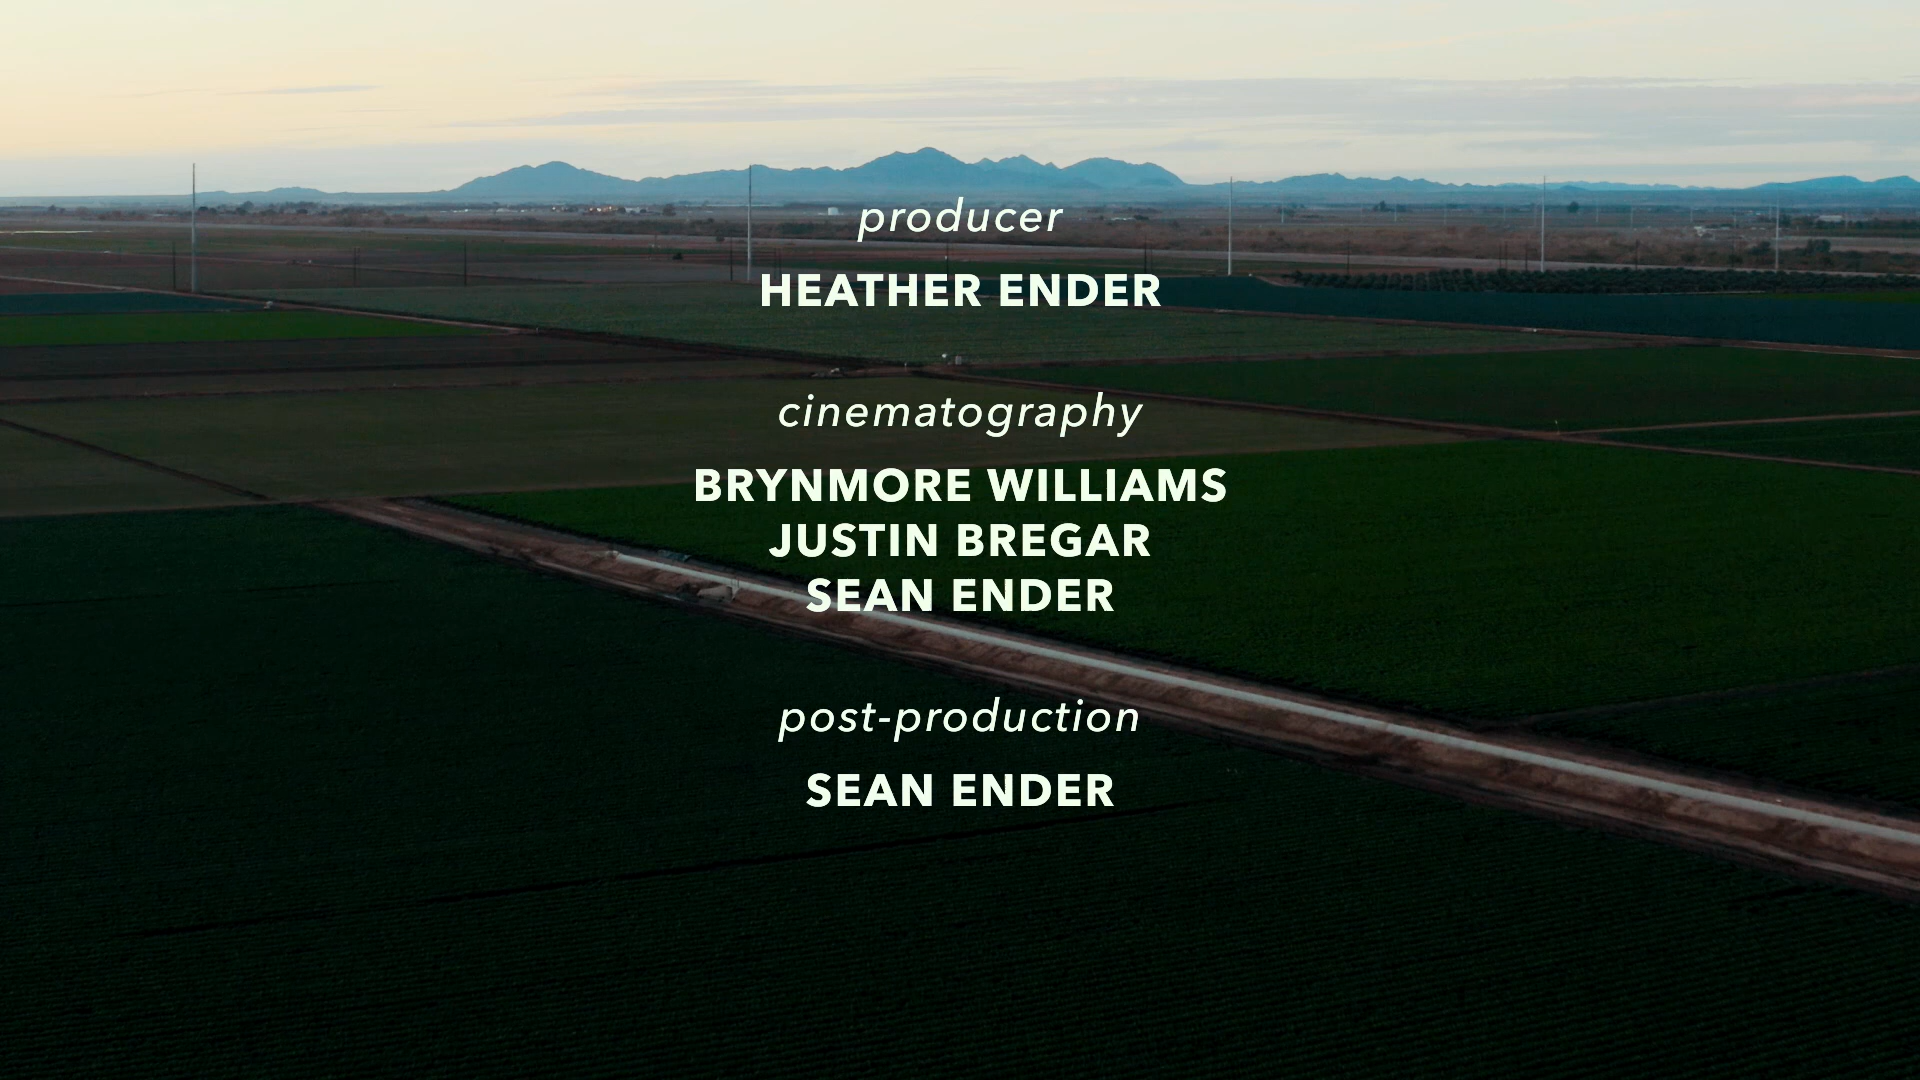 producer
HEATHER ENDER
cinematography
BRYNMORE WILLIAMS
JUSTIN BREGAR
SEAN ENDER
post-production
SEAN ENDER